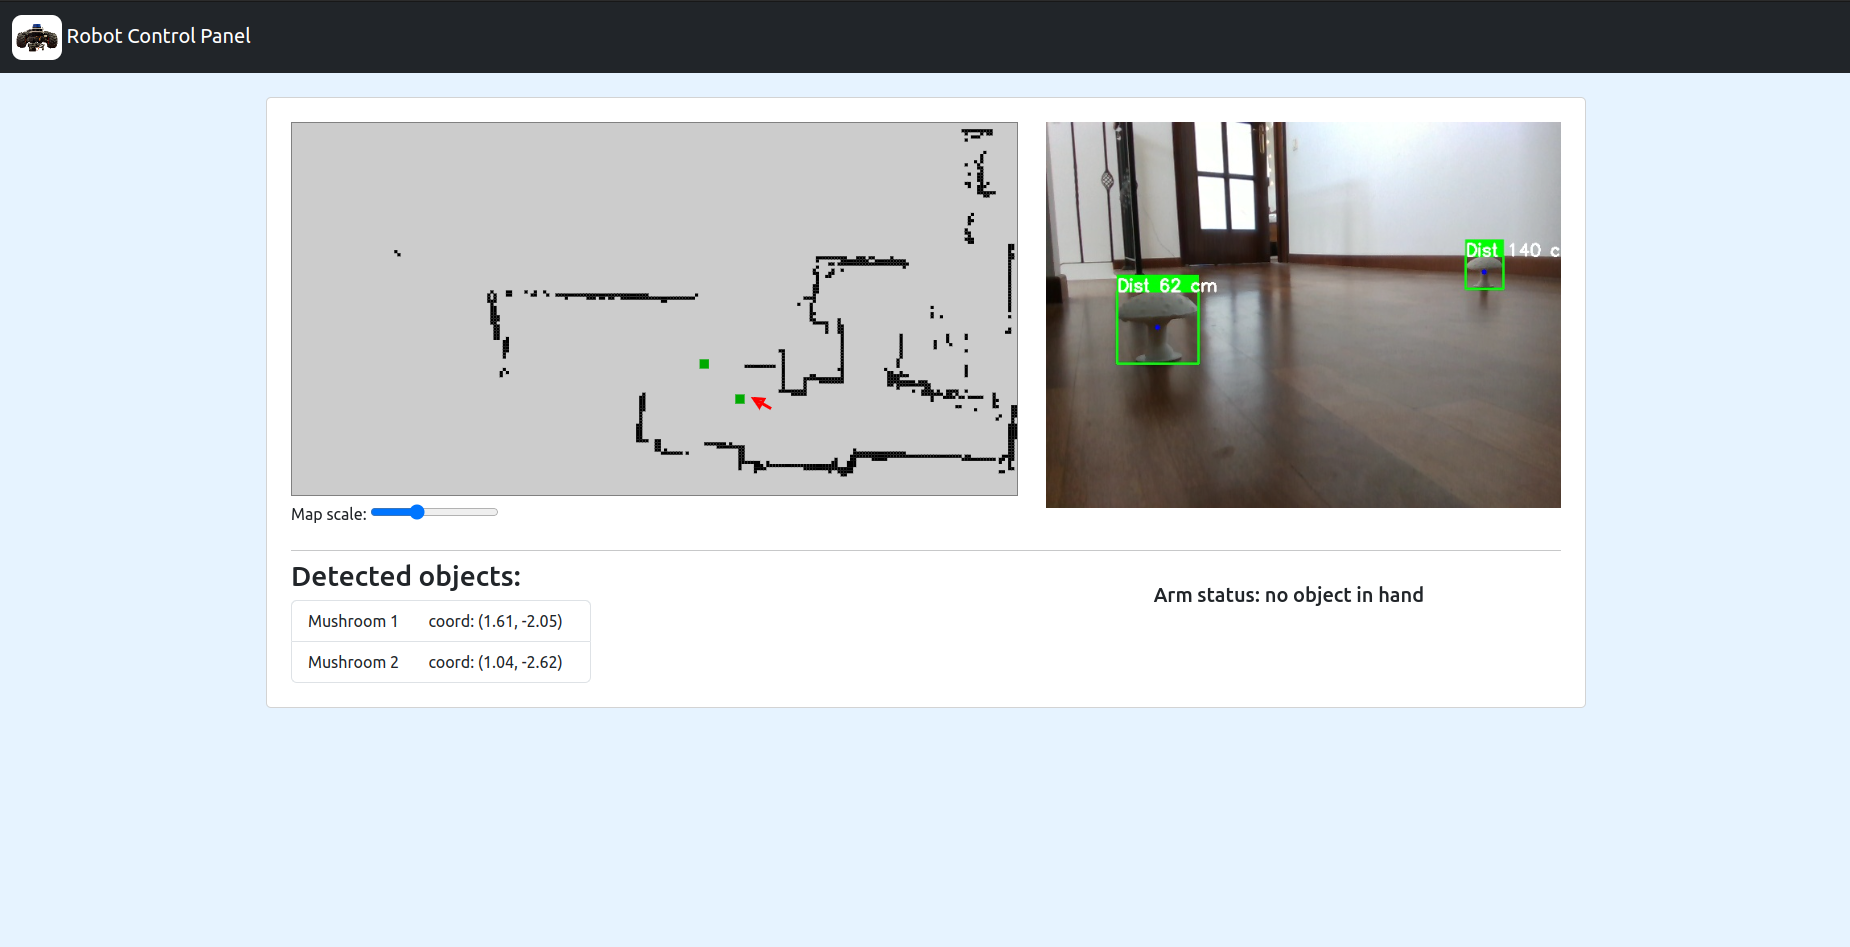 Robot Control Panel
Dist 140 c
Dist 62 cm
Map scale:
Detected objects:
Mushroom 1 coord: (1.61, -2.05)
Mushroom 2 coord: (1.04, -2.62)
Arm status: no object in hand